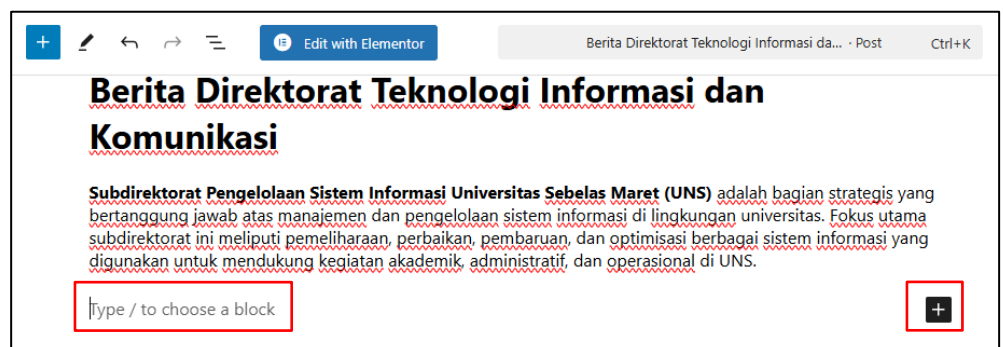 Edit with Elementor
Berita Direktorat Teknologi Informasi da... · Post
Ctrl+K
Berita Direktorat Teknologi Informasi dan
Komunikasi
Subdirektorat Pengelolaan Sistem Informasi Universitas Sebelas Maret (UNS) adalah bagian strategis yang
bertanggung jawab atas manajemen dan pengelolaan sistem informasi di lingkungan universitas. Fokus utama
subdirektorat ini meliputi pemeliharaan, perbaikan, pembaruan, dan optimisasi berbagai sistem informasi yang
digunakan untuk mendukung kegiatan akademik, administratif, dan operasional di UNS.
Type / to choose a block